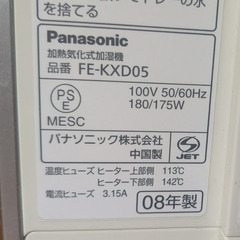 を捨てる
Panasonic
加熱気化式加湿機
品番 FE-KXD05
PS
E
100V 50/60Hz
180/175W
MESC
パナソニック株式会社
中国製
S
JET
温度ヒューズ ヒーター上部側 113℃
ヒーター下部側 142℃
電流ヒューズ 3.15A
08年製